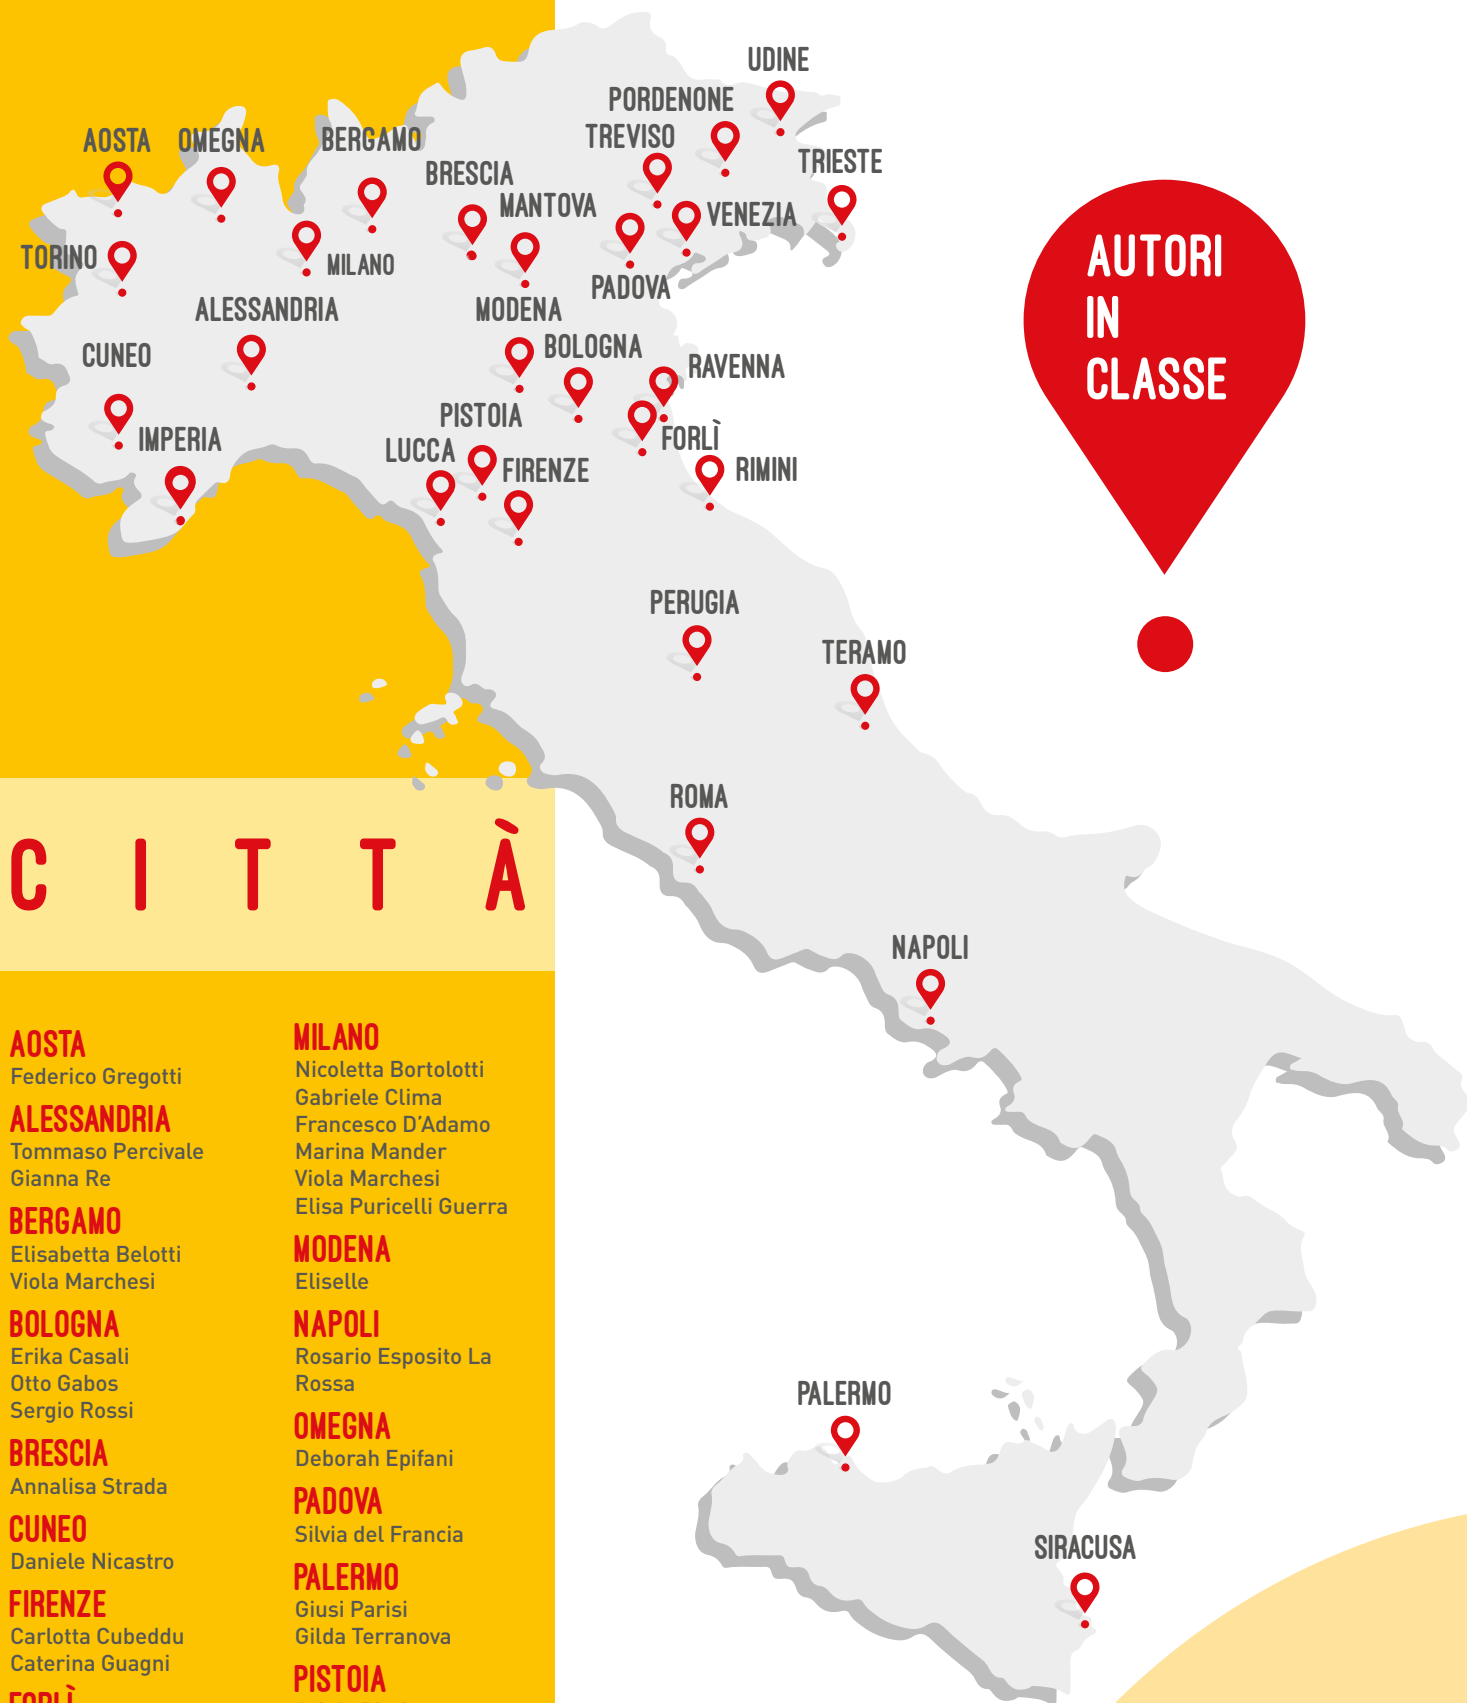 UDINE
PORDENONE
AOSTA
OMEGNA
BERGAMO
TREVISO
TRIESTE
BRESCIA
MANTOVA
VENEZIA
TORINO
MILANO
PADOVA
ALESSANDRIA
MODENA
CUNEO
BOLOGNA
RAVENNA
PISTOIA
IMPERIA
LUCCA
FORLÌ
FIRENZE
RIMINI
PERUGIA
TERAMO
ROMA
NAPOLI
PALERMO
SIRACUSA
AUTORI
IN
CLASSE
CITTÀ
AOSTA
Federico Gregotti
ALESSANDRIA
Tommaso Percivale
Gianna Re
BERGAMO
Elisabetta Belotti
Viola Marchesi
BOLOGNA
Erika Casali
Otto Gabos
Sergio Rossi
BRESCIA
Annalisa Strada
CUNEO
Daniele Nicastro
FIRENZE
Carlotta Cubeddu
Caterina Guagni
FORLÌ
MILANO
Nicoletta Bortolotti
Gabriele Clima
Francesco D'Adamo
Marina Mander
Viola Marchesi
Elisa Puricelli Guerra
MODENA
Eliselle
NAPOLI
Rosario Esposito La
Rossa
OMEGNA
Deborah Epifani
PADOVA
Silvia del Francia
PALERMO
Giusi Parisi
Gilda Terranova
PISTOIA